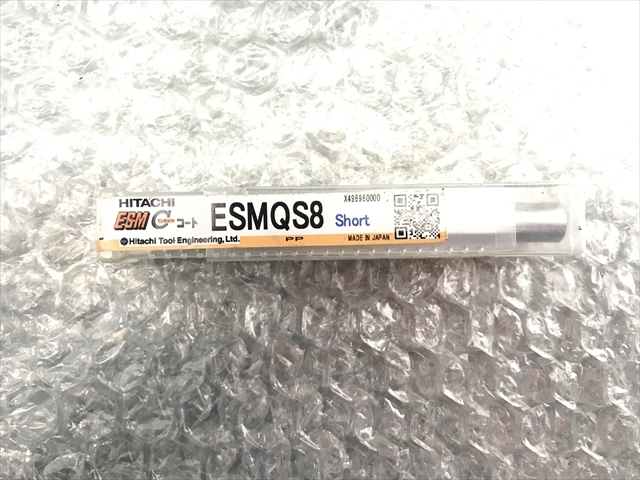 HITACHI
ESM コート
ESMQS8 Short
X496960000
Hitachi Tool Engineering, Ltd.
PP
MADE IN JAPAN